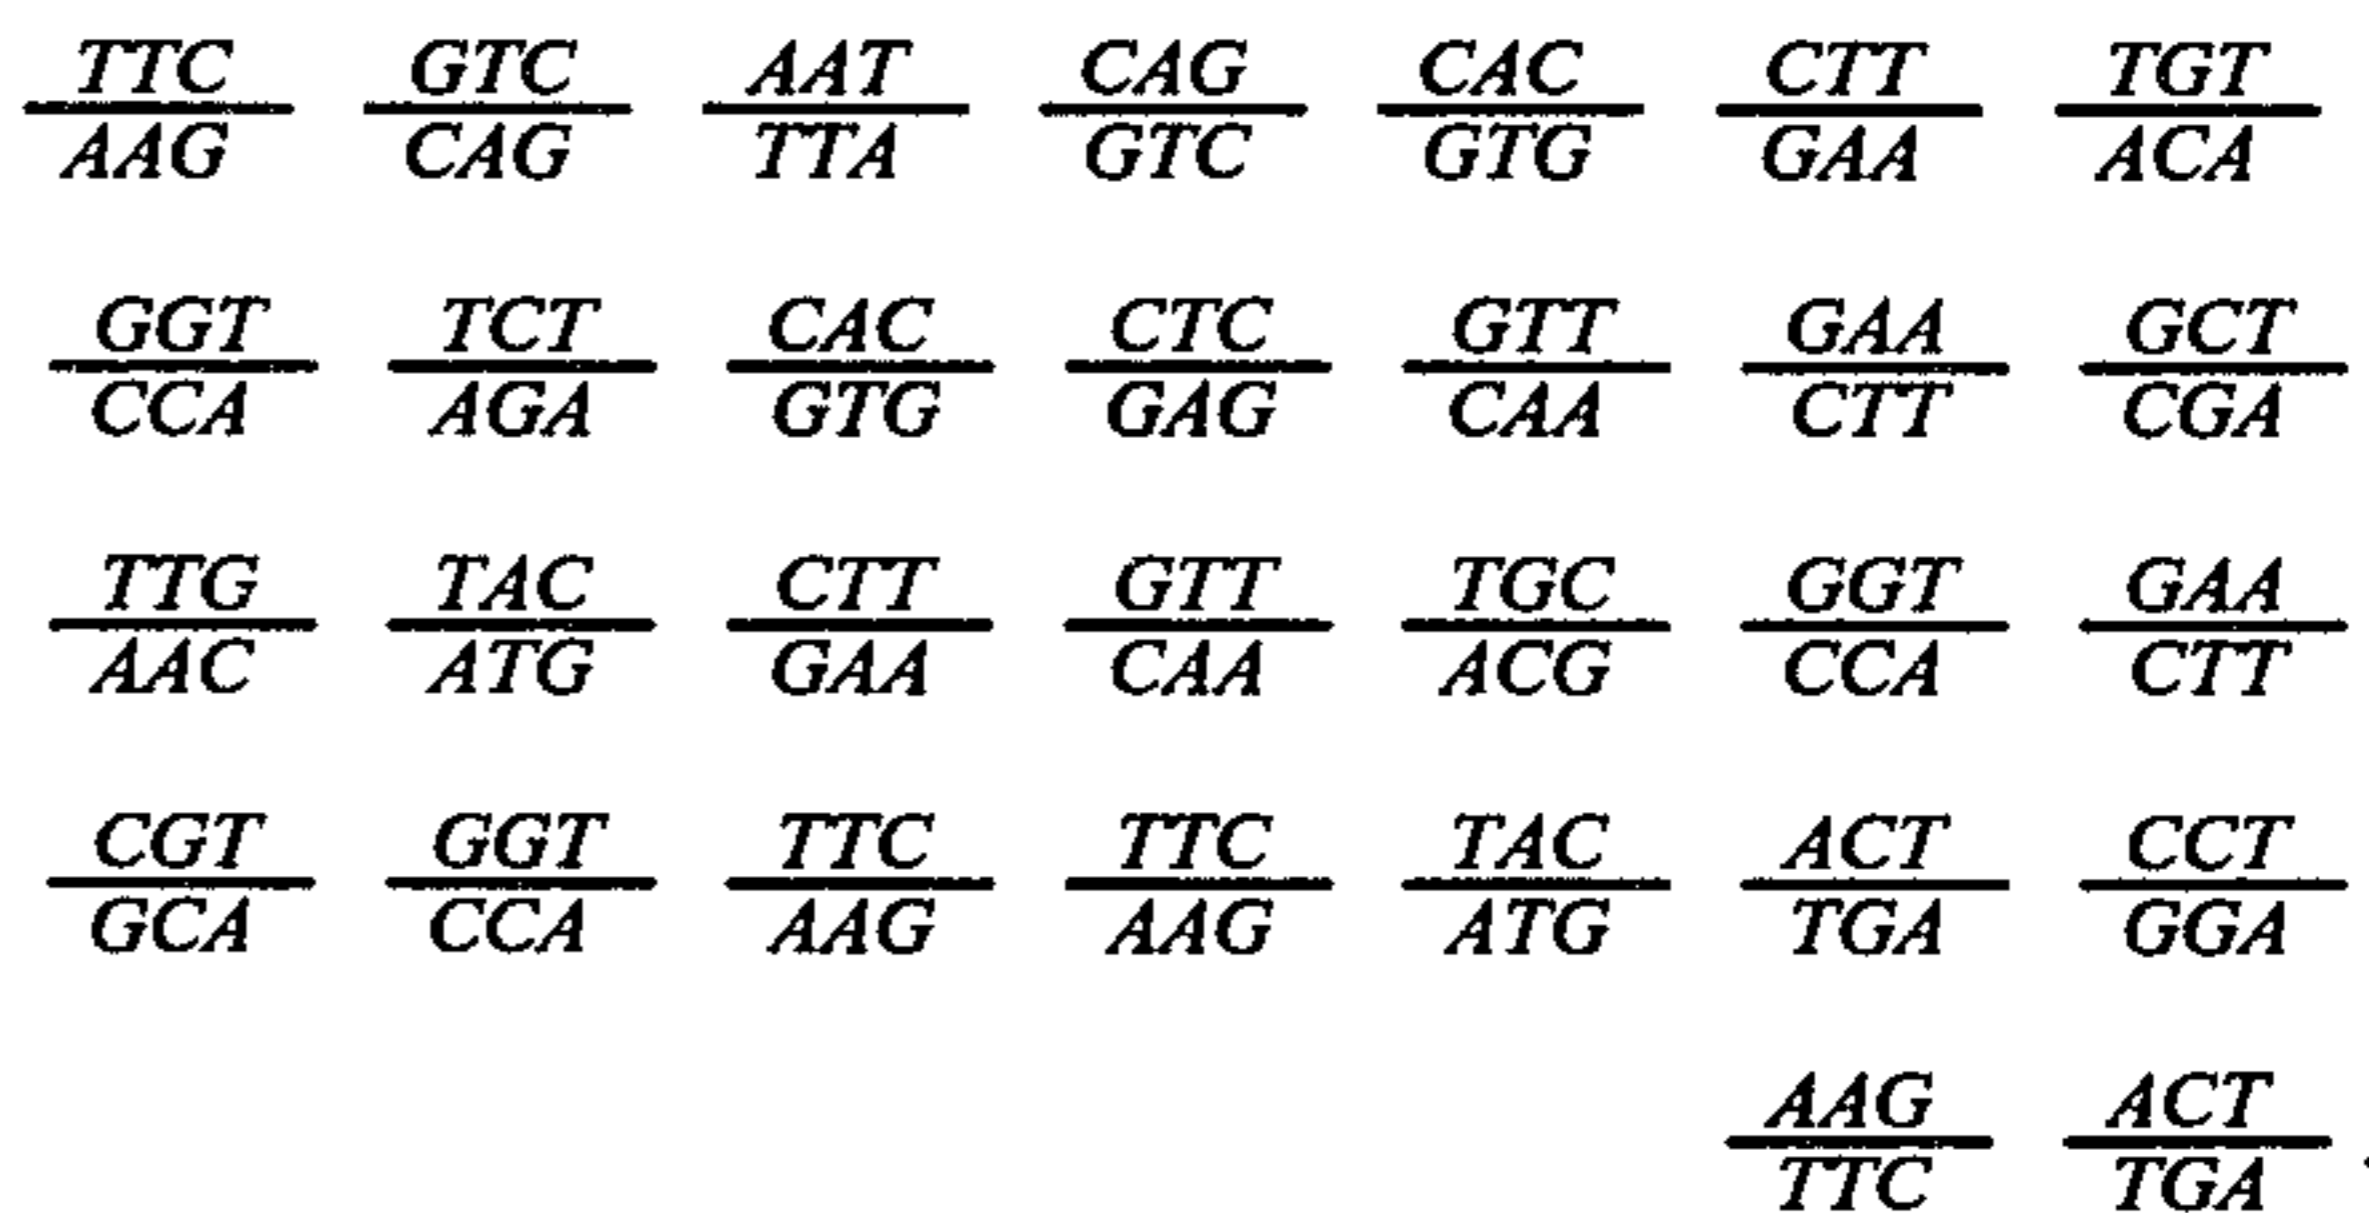 TTC GTC AAT CAG CAC CTT TGT
AAG CAG TTA GTC GTG GAA ACA
GGT TCT CAC CTC GTT GAA GCT
CCA AGA GTG GAG CAA CTT CGA
TTG TAC CTT GTT TGC GGT GAA
AAC ATG GAA CAA ACG CCA CTT
CGT GGT TTC TTC TAC ACT CCT
GCA CCA AAG AAG ATG TGA GGA
AAG ACT
TTC TGA.